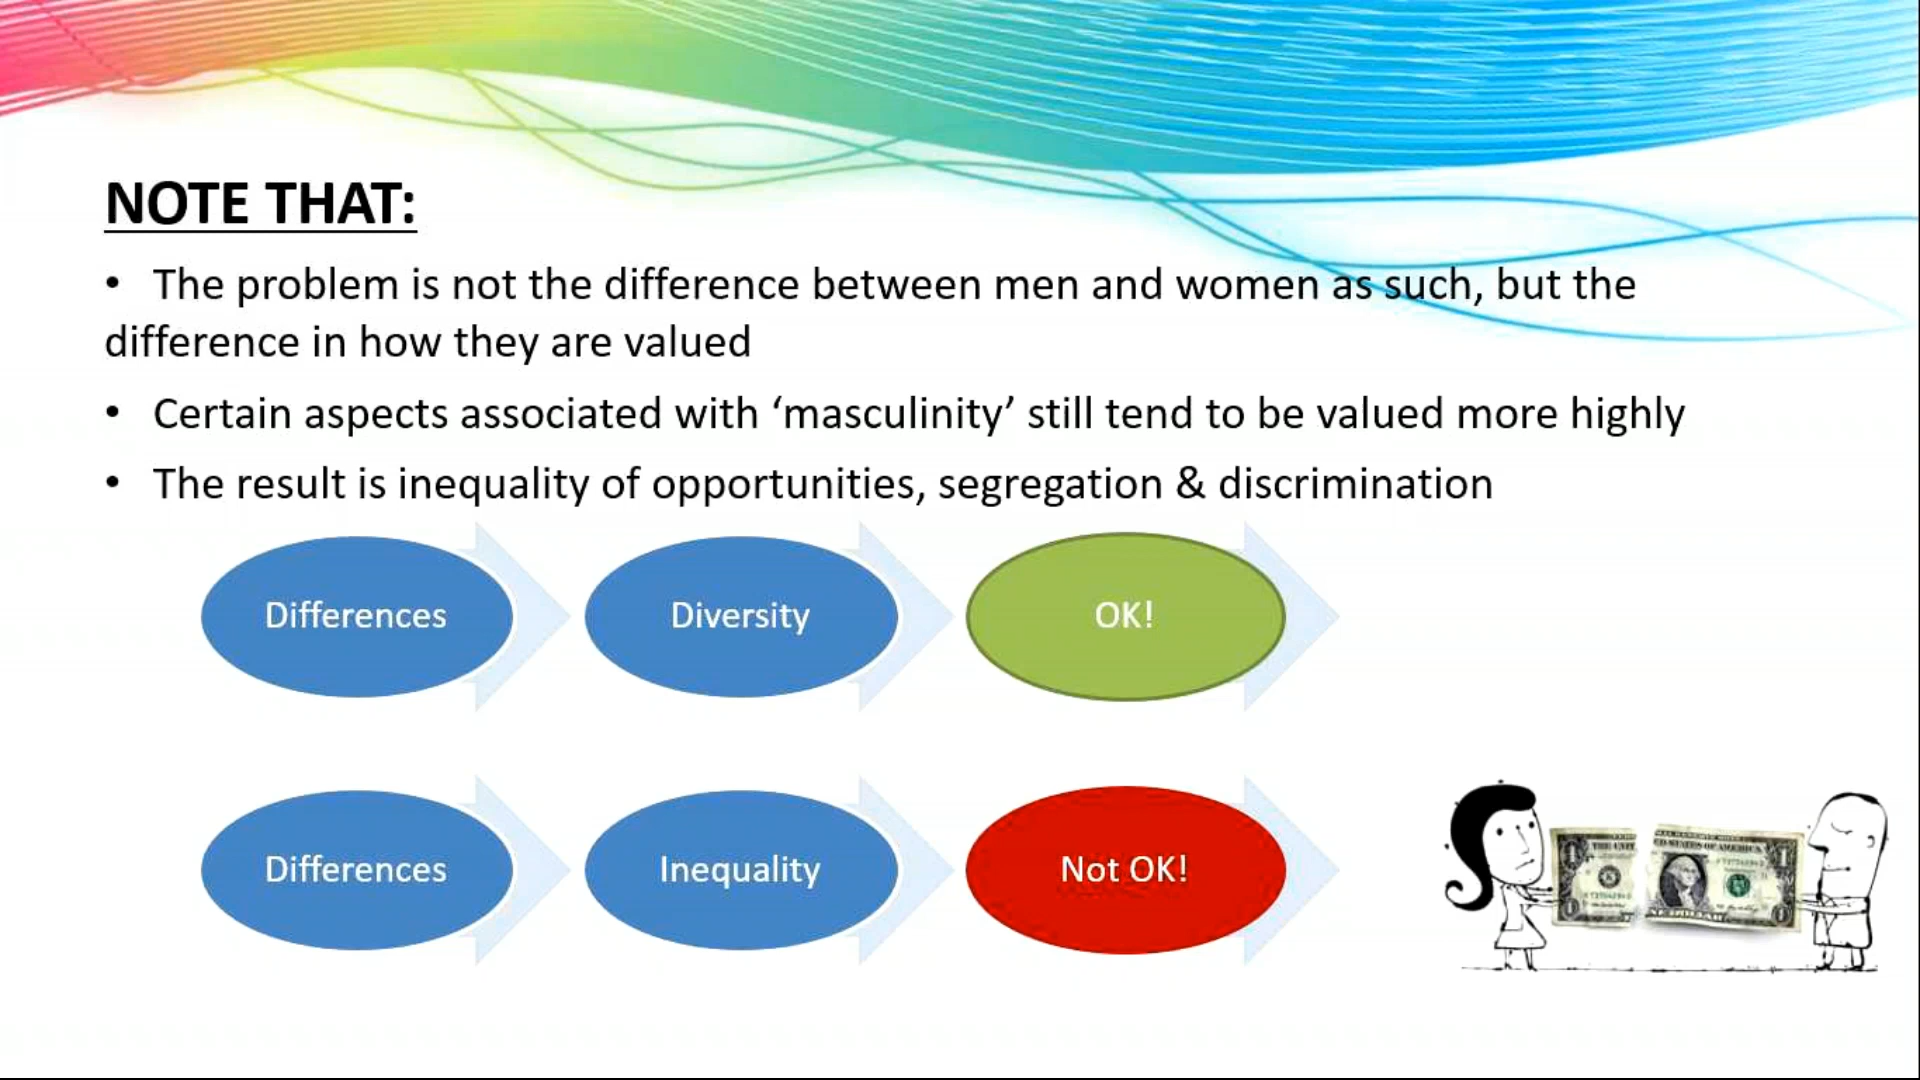 NOTE THAT:
• The problem is not the difference between men and women as such, but the
difference in how they are valued
• Certain aspects associated with ‘masculinity’ still tend to be valued more highly
• The result is inequality of opportunities, segregation & discrimination
Differences
Diversity
OK!
Differences
Inequality
Not OK!